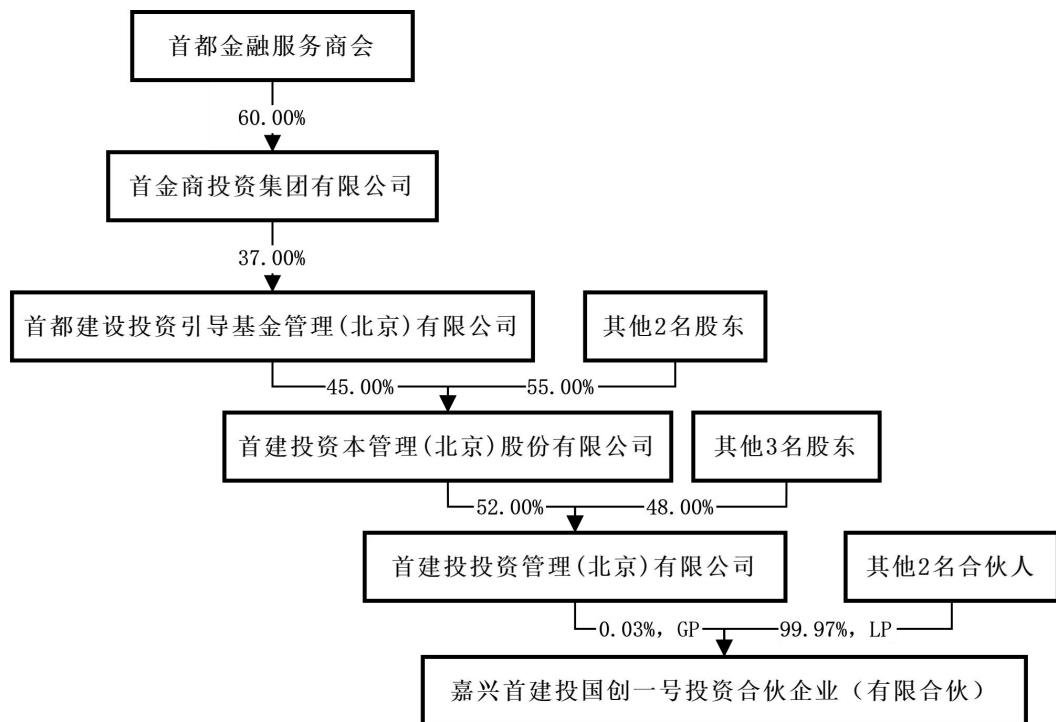 首都金融服务商会
60.00%
首金商投资集团有限公司
37.00%
首都建设投资引导基金管理(北京)有限公司
其他2名股东
45.00%
55.00%
首建投资本管理(北京)股份有限公司
其他3名股东
52.00%
48.00%
首建投投资管理(北京)有限公司
其他2名合伙人
0.03%, GP
99.97%, LP
嘉兴首建投国创一号投资合伙企业（有限合伙）